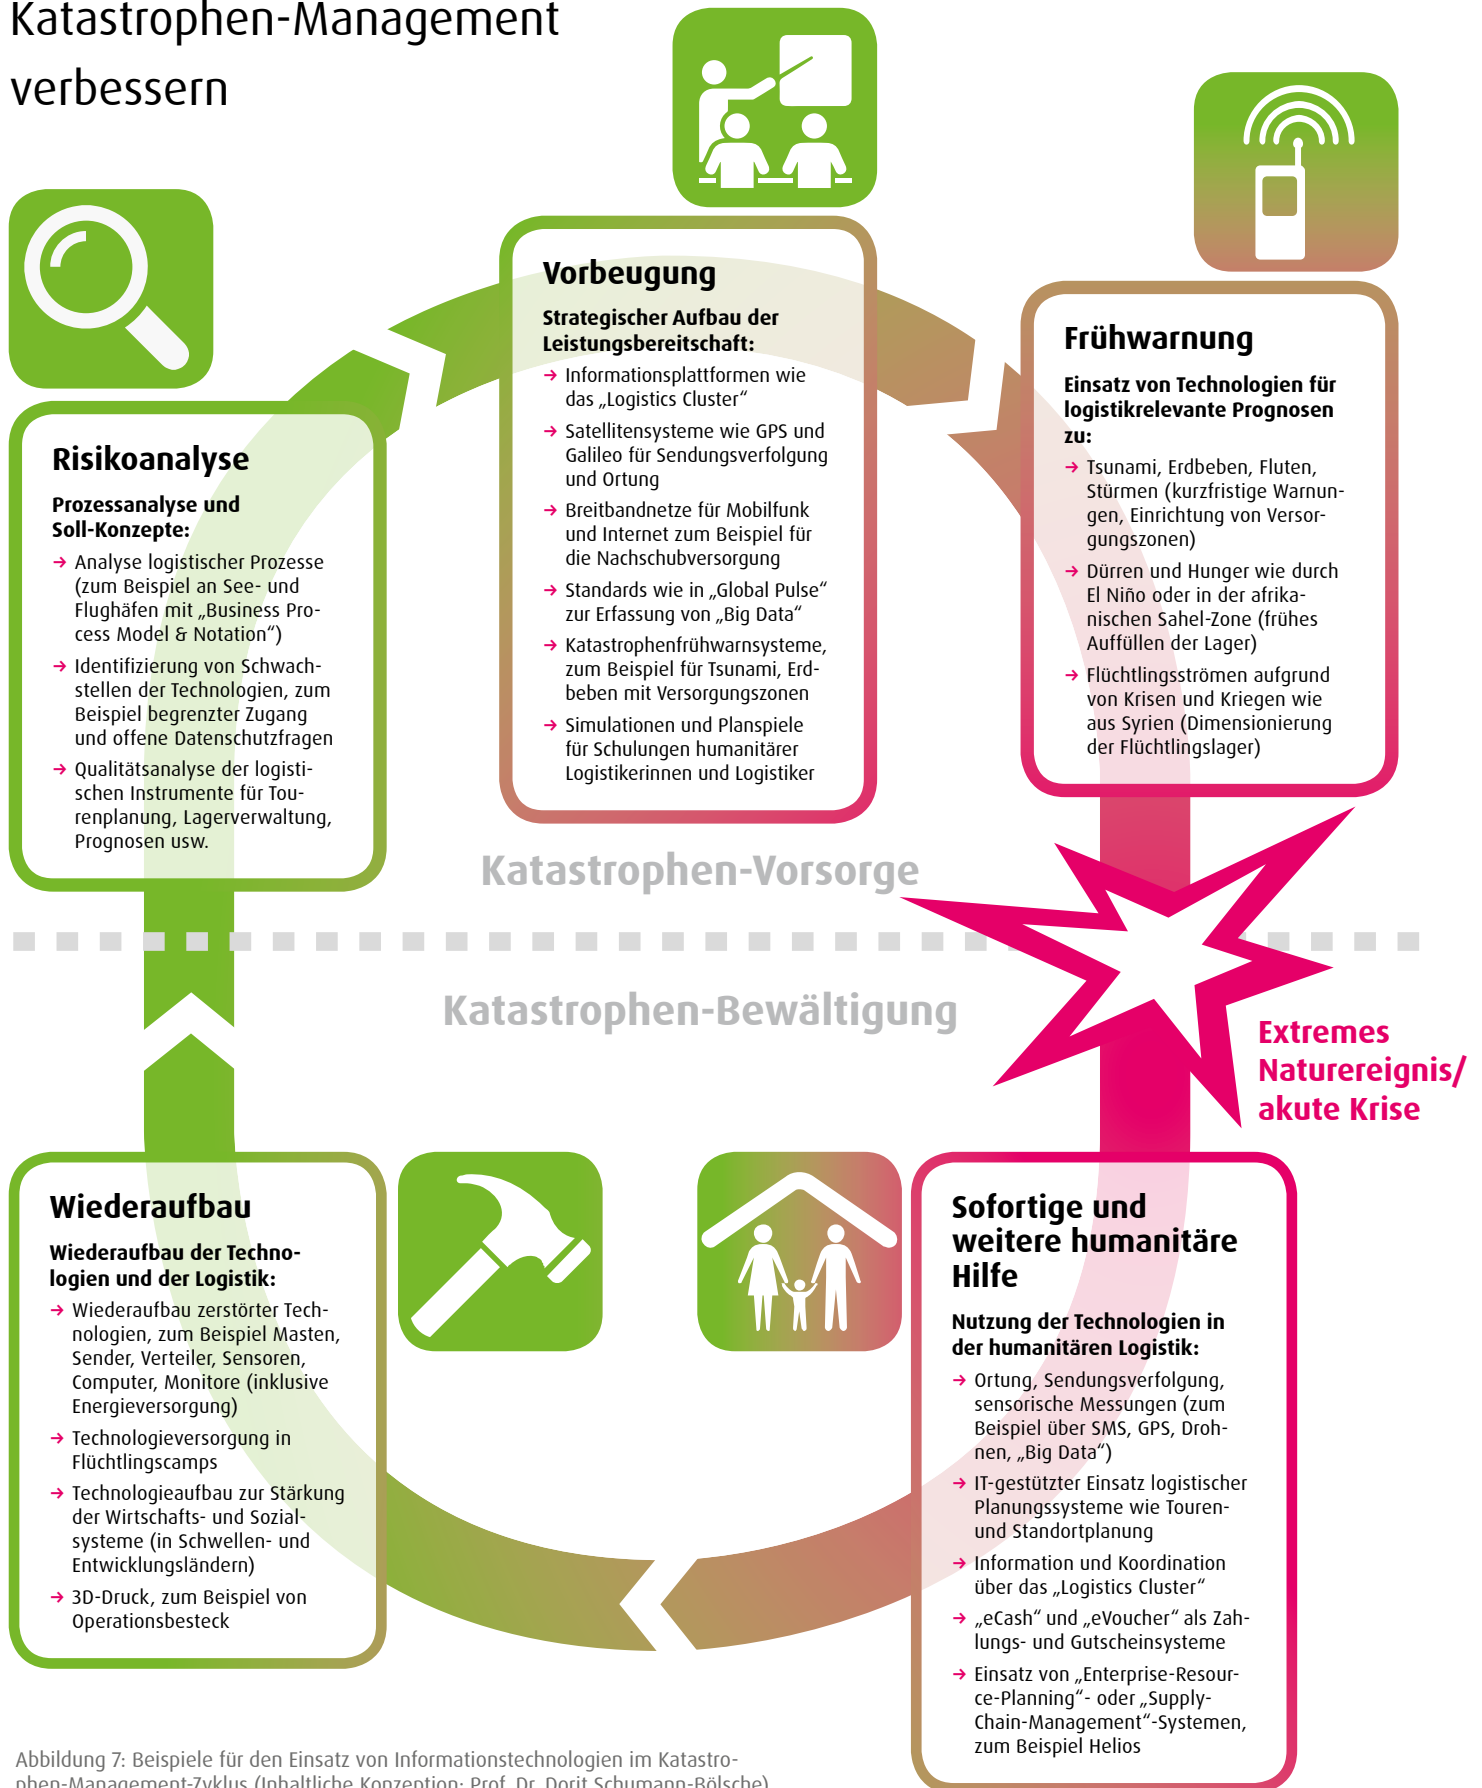 Katastrophen-Management
verbessern
Risikoanalyse
Prozessanalyse und
Soll-Konzepte:
→ Analyse logistischer Prozesse
(zum Beispiel an See- und
Flughäfen mit „Business Pro-
cess Model & Notation“)
→ Identifizierung von Schwach-
stellen der Technologien, zum
Beispiel begrenzter Zugang
und offene Datenschutzfragen
→ Qualitätsanalyse der logisti-
schen Instrumente für Tou-
renplanung, Lagerverwaltung,
Prognosen usw.
Vorbeugung
Strategischer Aufbau der
Leistungsbereitschaft:
→ Informationsplattformen wie
das „Logistics Cluster“
→ Satellitensysteme wie GPS und
Galileo für Sendungsverfolgung
und Ortung
→ Breitbandnetze für Mobilfunk
und Internet zum Beispiel für
die Nachschubversorgung
→ Standards wie in „Global Pulse“
zur Erfassung von „Big Data“
→ Katastrophenfrühwarnsysteme,
zum Beispiel für Tsunami, Erd-
beben mit Versorgungszonen
→ Simulationen und Planspiele
für Schulungen humanitärer
Logistikerinnen und Logistiker
Frühwarnung
Einsatz von Technologien für
logistikrelevante Prognosen
zu:
→ Tsunami, Erdbeben, Fluten,
Stürmen (kurzfristige Warnun-
gen, Einrichtung von Versor-
gungszonen)
→ Dürren und Hunger wie durch
El Niño oder in der afrika-
nischen Sahel-Zone (frühes
Auffüllen der Lager)
→ Flüchtlingsströmen aufgrund
von Krisen und Kriegen wie
aus Syrien (Dimensionierung
der Flüchtlingslager)
Katastrophen-Vorsorge
Katastrophen-Bewältigung
Extremes
Naturereignis/
akute Krise
Wiederaufbau
Wiederaufbau der Techno-
logien und der Logistik:
→ Wiederaufbau zerstörter Tech-
nologien, zum Beispiel Masten,
Sender, Verteiler, Sensoren,
Computer, Monitore (inklusive
Energieversorgung)
→ Technologieversorgung in
Flüchtlingscamps
→ Technologieaufbau zur Stärkung
der Wirtschafts- und Sozial-
systeme (in Schwellen- und
Entwicklungsländern)
→ 3D-Druck, zum Beispiel von
Operationsbesteck
Sofortige und
weitere humanitäre
Hilfe
Nutzung der Technologien in
der humanitären Logistik:
→ Ortung, Sendungsverfolgung,
sensorische Messungen (zum
Beispiel über SMS, GPS, Droh-
nen, „Big Data“)
→ IT-gestützter Einsatz logistischer
Planungssysteme wie Touren-
und Standortplanung
→ Information und Koordination
über das „Logistics Cluster“
→ „eCash“ und „eVoucher“ als Zah-
lungs- und Gutscheinsysteme
→ Einsatz von „Enterprise-Resour-
ce-Planning“- oder „Supply-
Chain-Management“-Systemen,
zum Beispiel Helios
Abbildung 7: Beispiele für den Einsatz von Informationstechnologien im Katastro-
phen-Management-Zyklus (Inhaltliche Konzeption: Prof. Dr. Dorit Schumann-Bölsche)